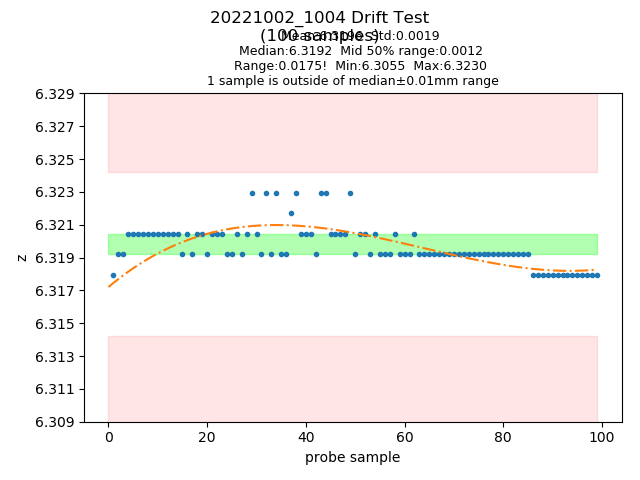 20221002_1004 Drift Test
(100 samples)
Std:0.0019
Median:6.3192 Mid 50% range:0.0012
Range:0.0175! Min:6.3055 Max:6.3230
1 sample is outside of median±0.01mm range
6.329
6.327
6.325
6.323
6.321
6.319
6.317
6.315
6.313
6.311
6.309
z
0
20
40
60
80
100
probe sample